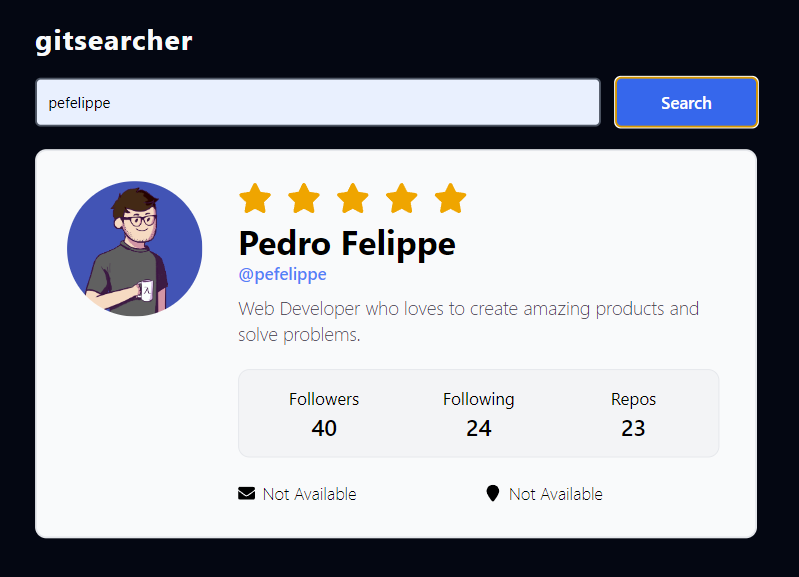 gitsearcher
pefelippe
Search
Pedro Felippe
@pefelippe
Web Developer who loves to create amazing products and
solve problems.
Followers Following Repos
40 24 23
Not Available Not Available